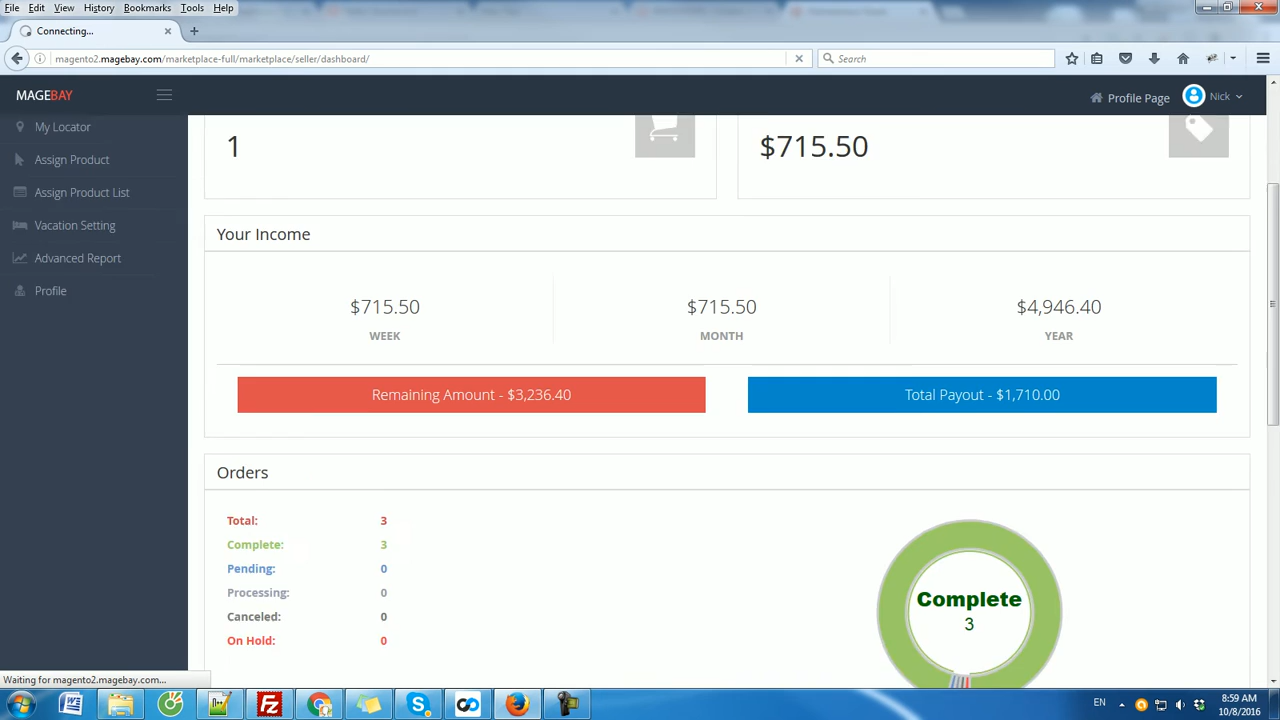 File Edit View History Bookmarks Tools Help
Connecting...
magento2.magebay.com/marketplace-full/marketplace/seller/dashboard/
Search
MAGEBAY
Profile Page
Nick
My Locator
Assign Product
Assign Product List
Vacation Setting
Advanced Report
Profile
1
$715.50
Your Income
$715.50
WEEK
$715.50
MONTH
$4,946.40
YEAR
Remaining Amount - $3,236.40
Total Payout - $1,710.00
Orders
Total: 3
Complete: 3
Pending: 0
Processing: 0
Canceled: 0
On Hold: 0
Complete
3
Waiting for magento2.magebay.com...
EN
8:59 AM
10/8/2016